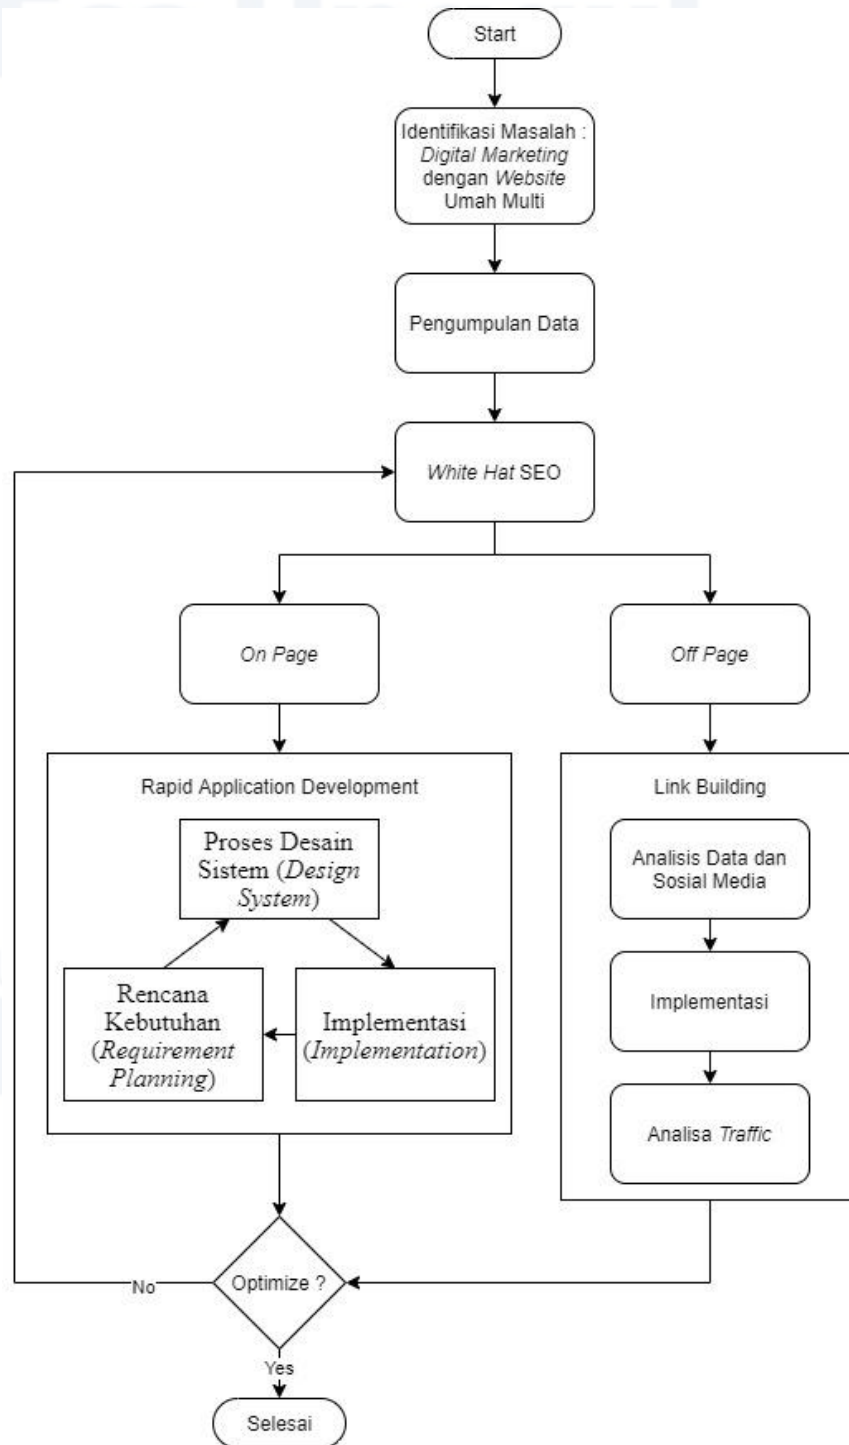 Start
Identifikasi Masalah :
Digital Marketing
dengan Website
Umah Multi
Pengumpulan Data
White Hat SEO
On Page
Off Page
Rapid Application Development
Proses Desain
Sistem (Design
System)
Rencana
Kebutuhan
(Requirement
Planning)
Implementasi
(Implementation)
Link Building
Analisis Data dan
Sosial Media
Implementasi
Analisa Traffic
Optimize ?
No
Yes
Selesai